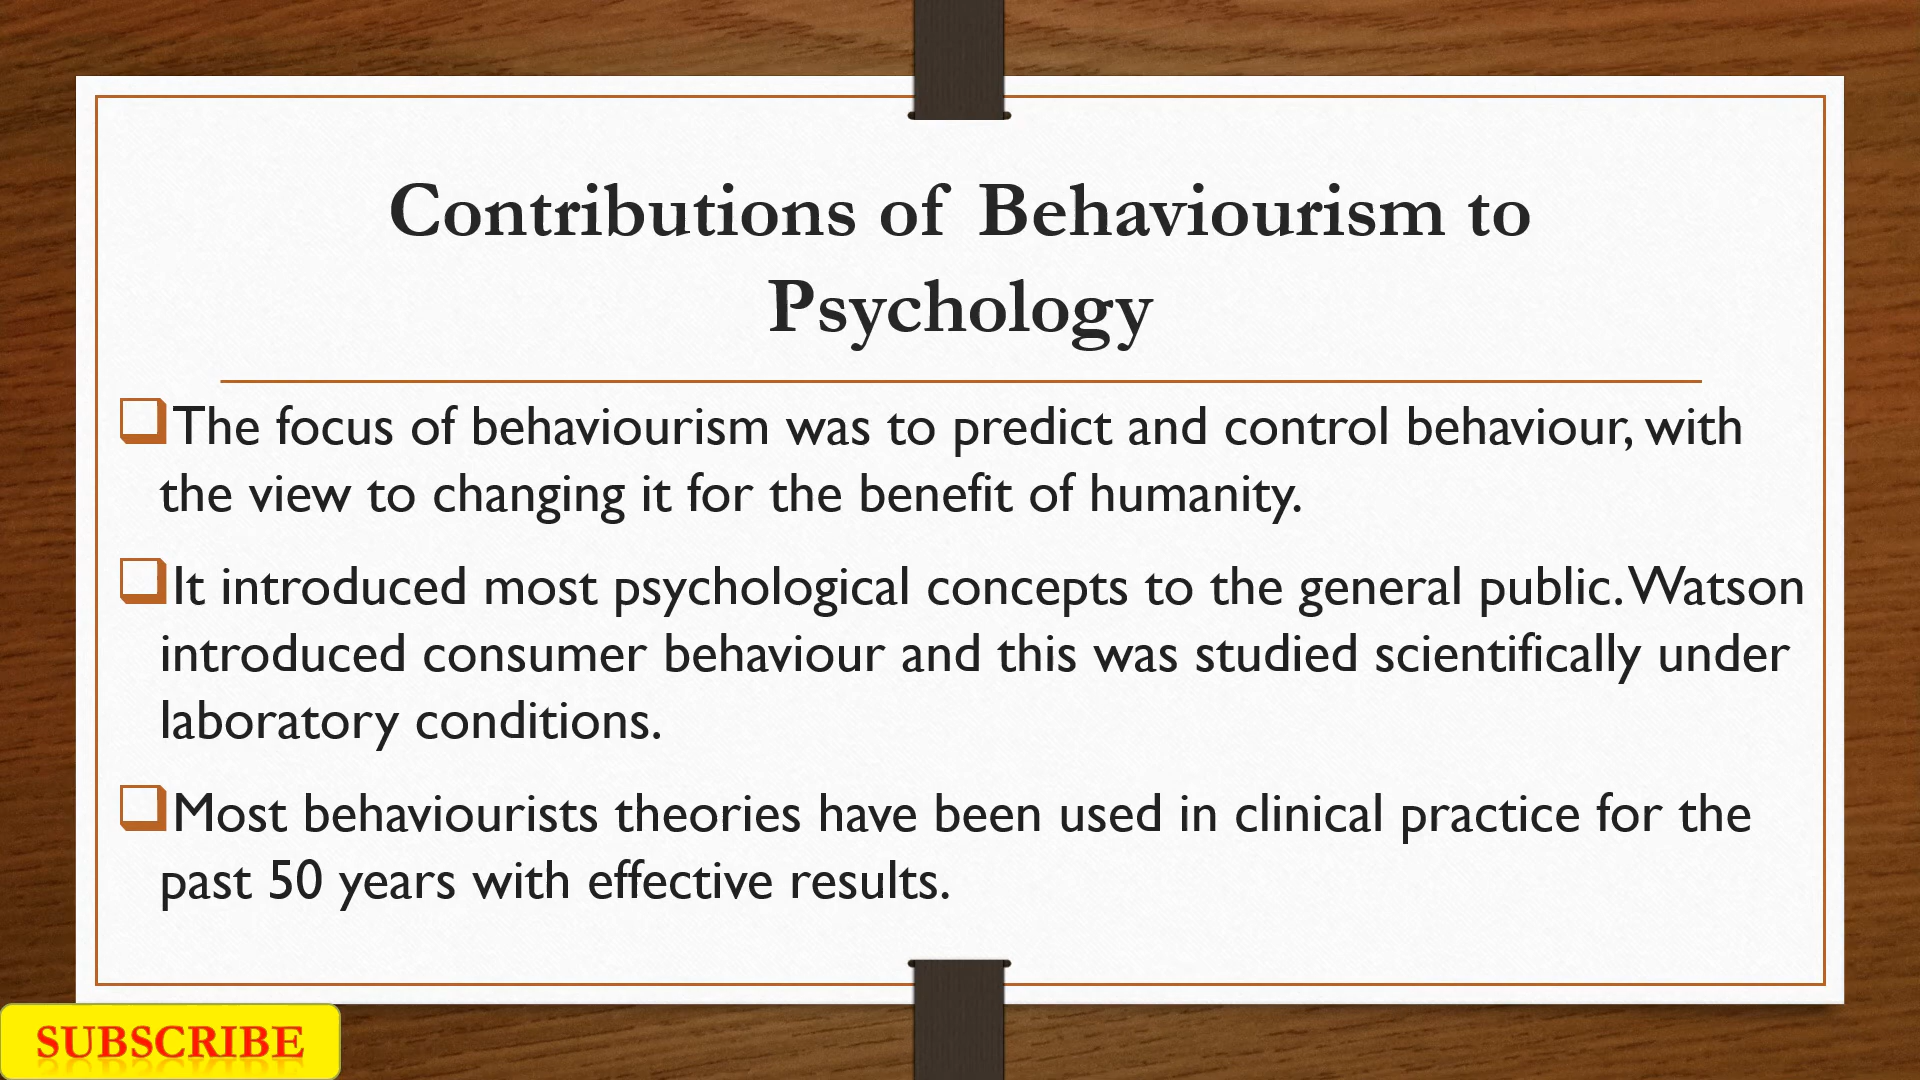 Contributions of Behaviourism to
Psychology
The focus of behaviourism was to predict and control behaviour, with
the view to changing it for the benefit of humanity.
It introduced most psychological concepts to the general public. Watson
introduced consumer behaviour and this was studied scientifically under
laboratory conditions.
Most behaviourists theories have been used in clinical practice for the
past 50 years with effective results.
SUBSCRIBE